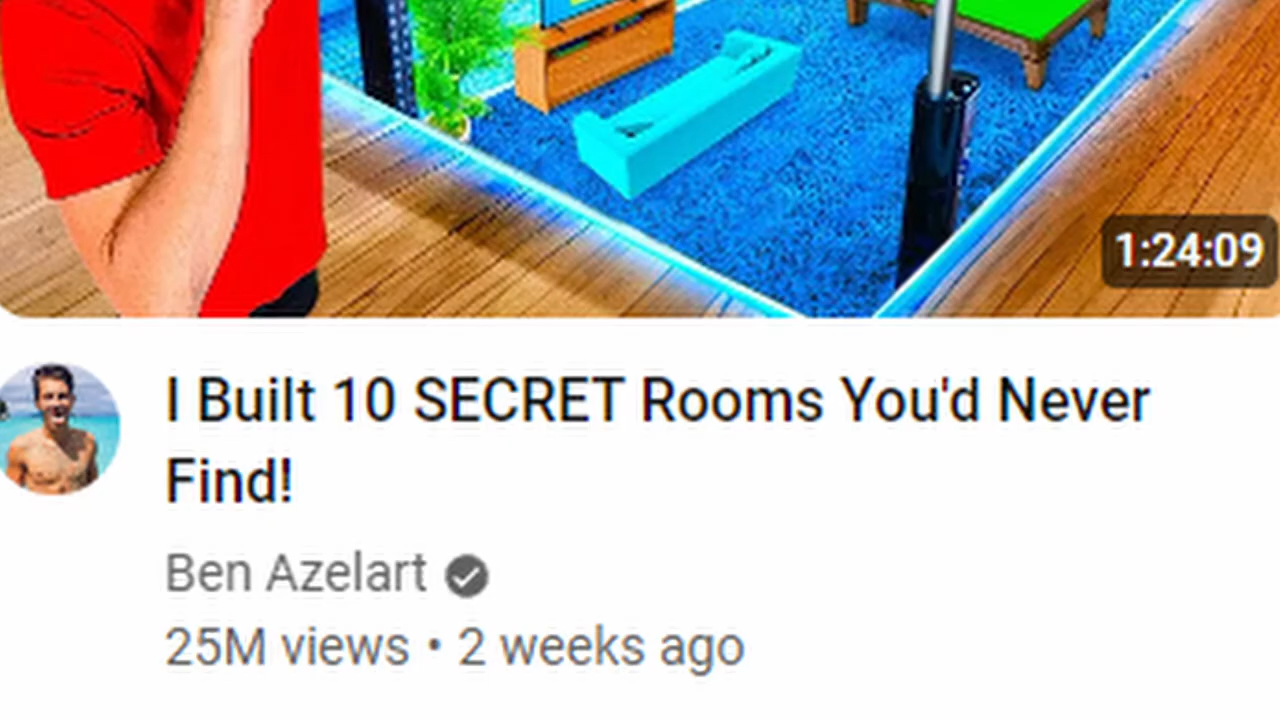 1:24:09
I Built 10 SECRET Rooms You'd Never
Find!
Ben Azelart
25M views • 2 weeks ago